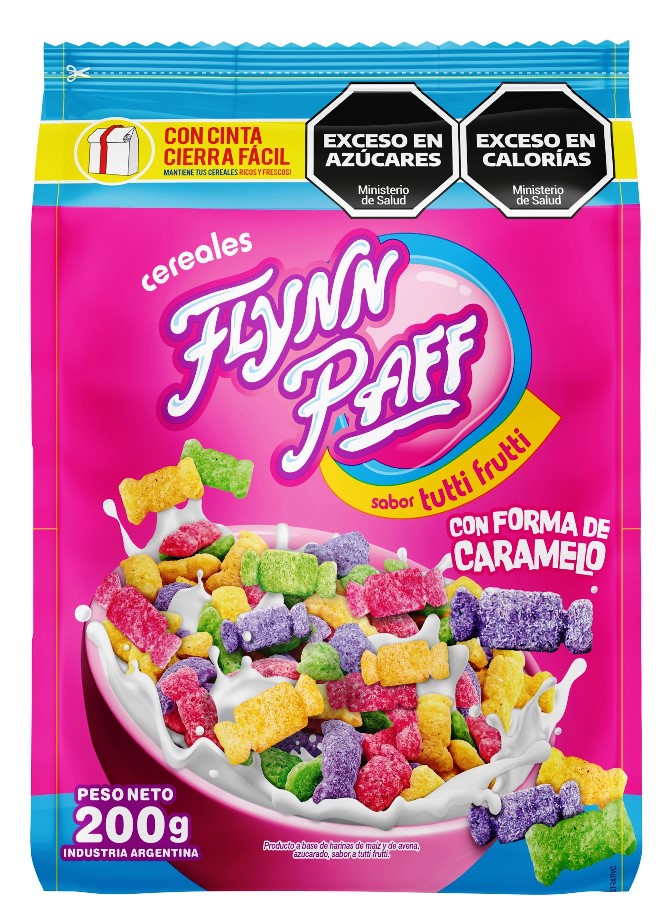 CON CINTA
CIERRA FÁCIL
MANTIENE TUS CEREALES RICOS Y FRESCOS!
EXCESO EN
AZÚCARES
Ministerio
de Salud
EXCESO EN
CALORÍAS
Ministerio
de Salud
cereales
FLYNN
PAFF
sabor tutti frutti
CON FORMA DE
CARAMELO
PESO NETO
200g
INDUSTRIA ARGENTINA
Producto a base de harinas de maíz y de avena,
azucarado, sabor a tutti frutti.